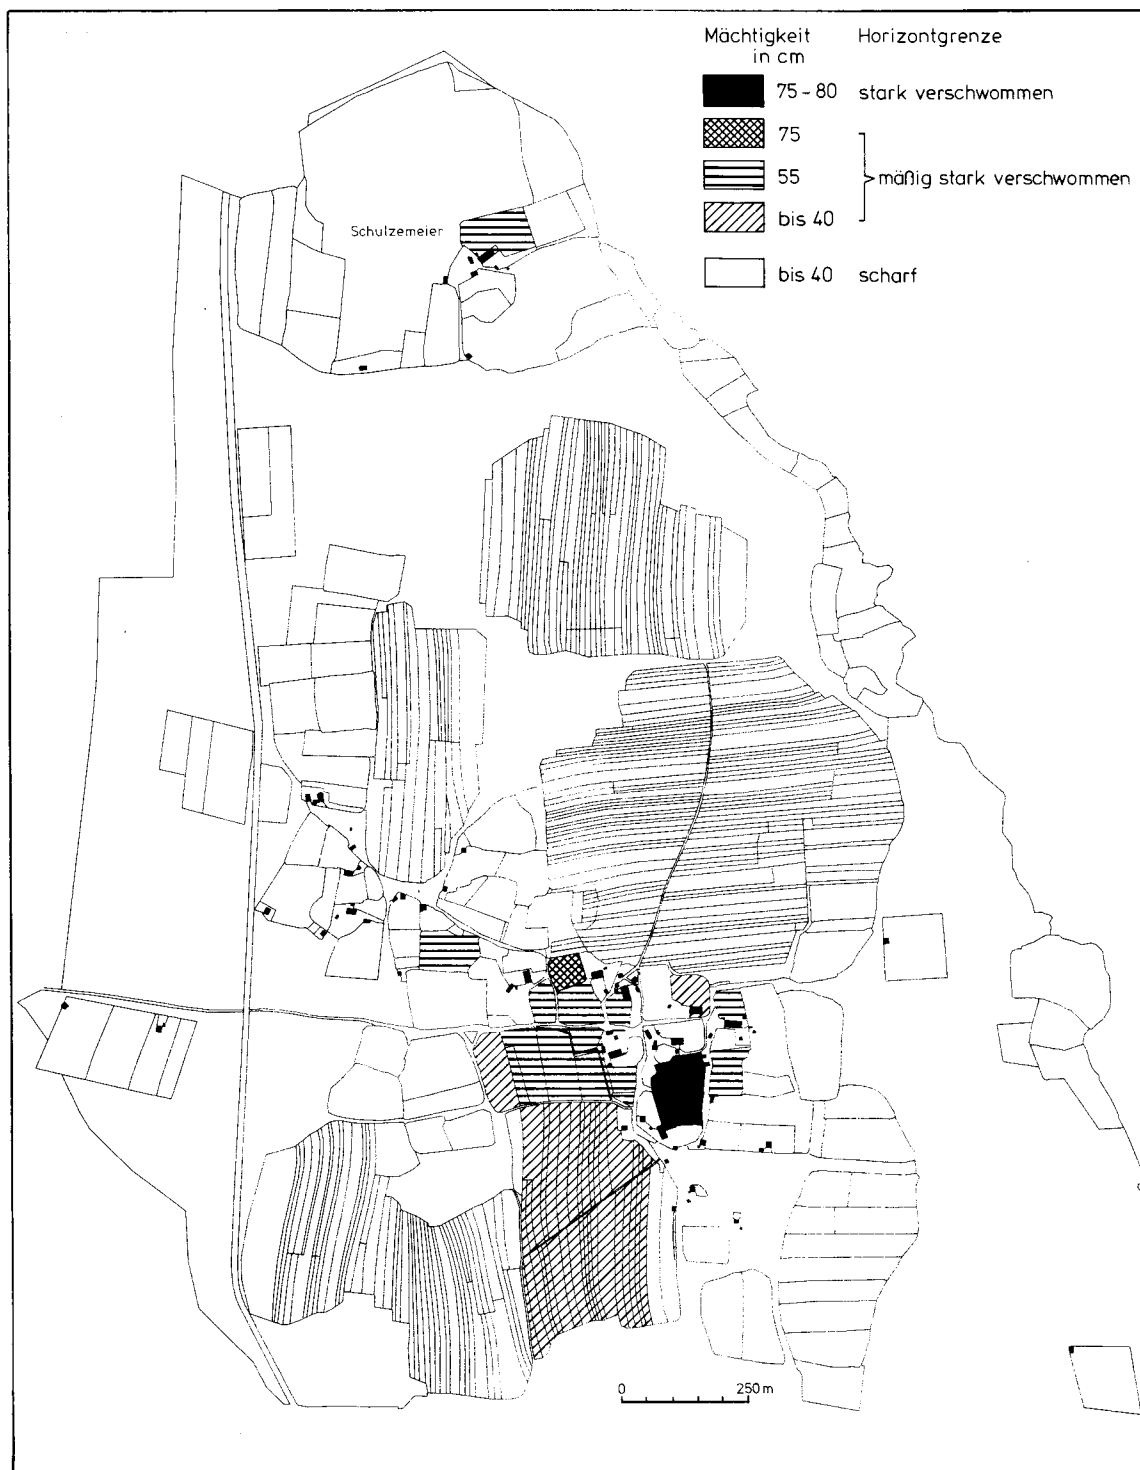 Mächtigkeit Horizontgrenze
in cm
75 - 80 stark verschwommen
75
55 mäßig stark verschwommen
bis 40
bis 40 scharf
Schulzemeier
0 250 m